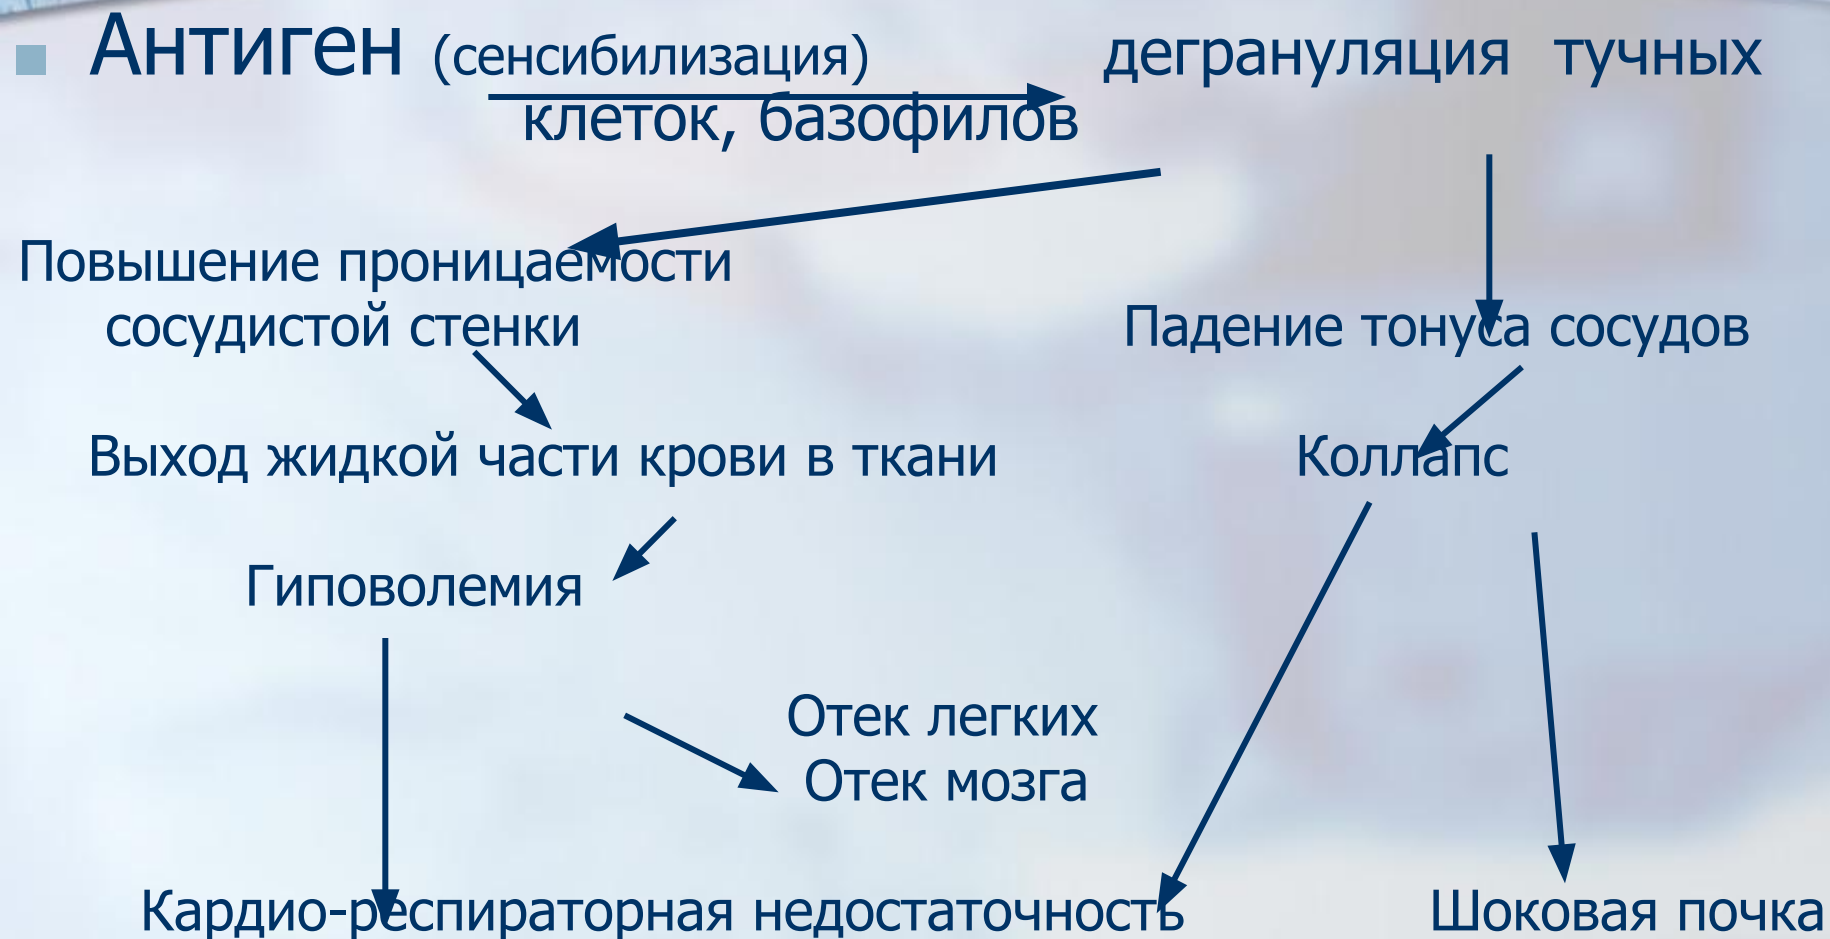 Антиген (сенсибилизация) дегрануляция тучных
клеток, базофилов
Повышение проницаемости
сосудистой стенки
Падение тонуса сосудов
Выход жидкой части крови в ткани
Коллапс
Гиповолемия
Отек легких
Отек мозга
Кардио-респираторная недостаточность
Шоковая почка